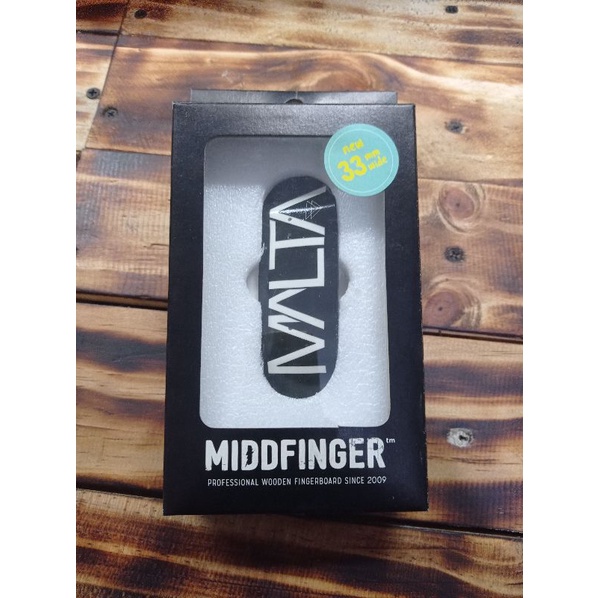 new
33 mm
wide
MALTA
MIDDFINGER™
PROFESSIONAL WOODEN FINGERBOARD SINCE 2009